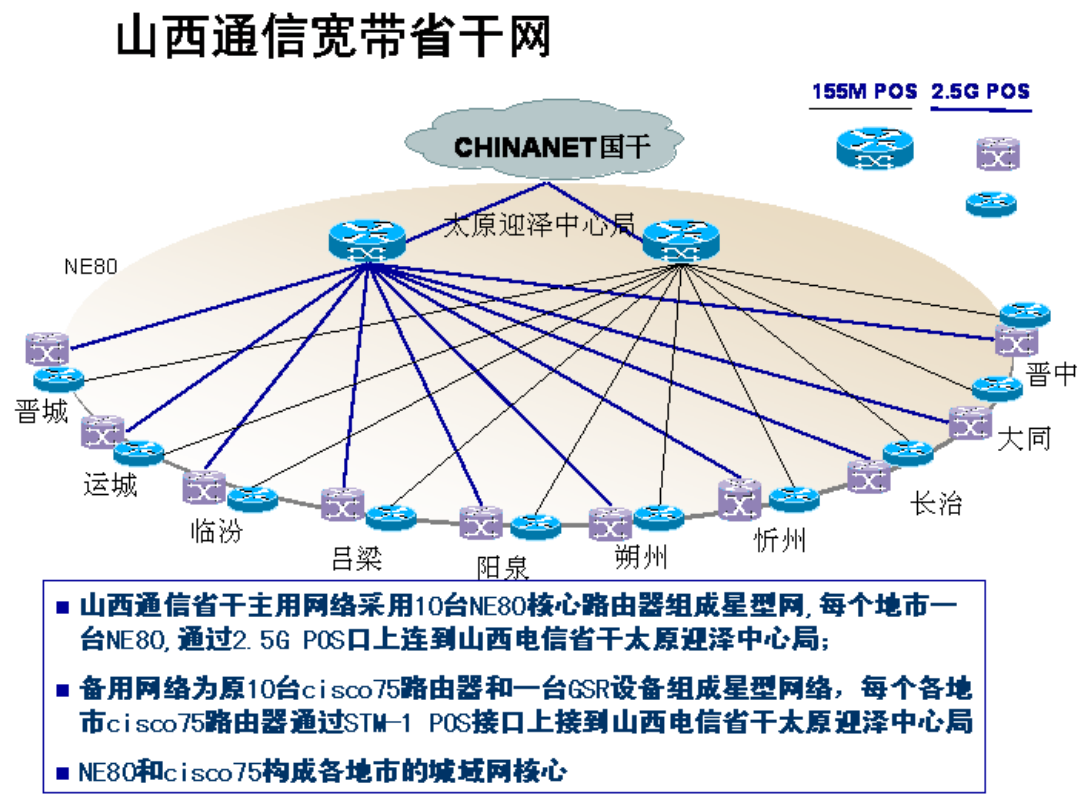 山西通信宽带省干网
155M POS 2.5G POS
CHINANET国干
太原迎泽中心局
NE80
晋中
晋城
大同
运城
长治
临汾
忻州
吕梁
朔州
阳泉
■ 山西通信省干主用网络采用10台NE80核心路由器组成星型网,每个地市一
台NE80,通过2.5G POS口上连到山西电信省干太原迎泽中心局;
■ 备用网络为原10台cisco75路由器和一台GSR设备组成星型网络，每个各地
市cisco75路由器通过STM-1 POS接口上接到山西电信省干太原迎泽中心局
■ NE80和cisco75构成各地市的城域网核心